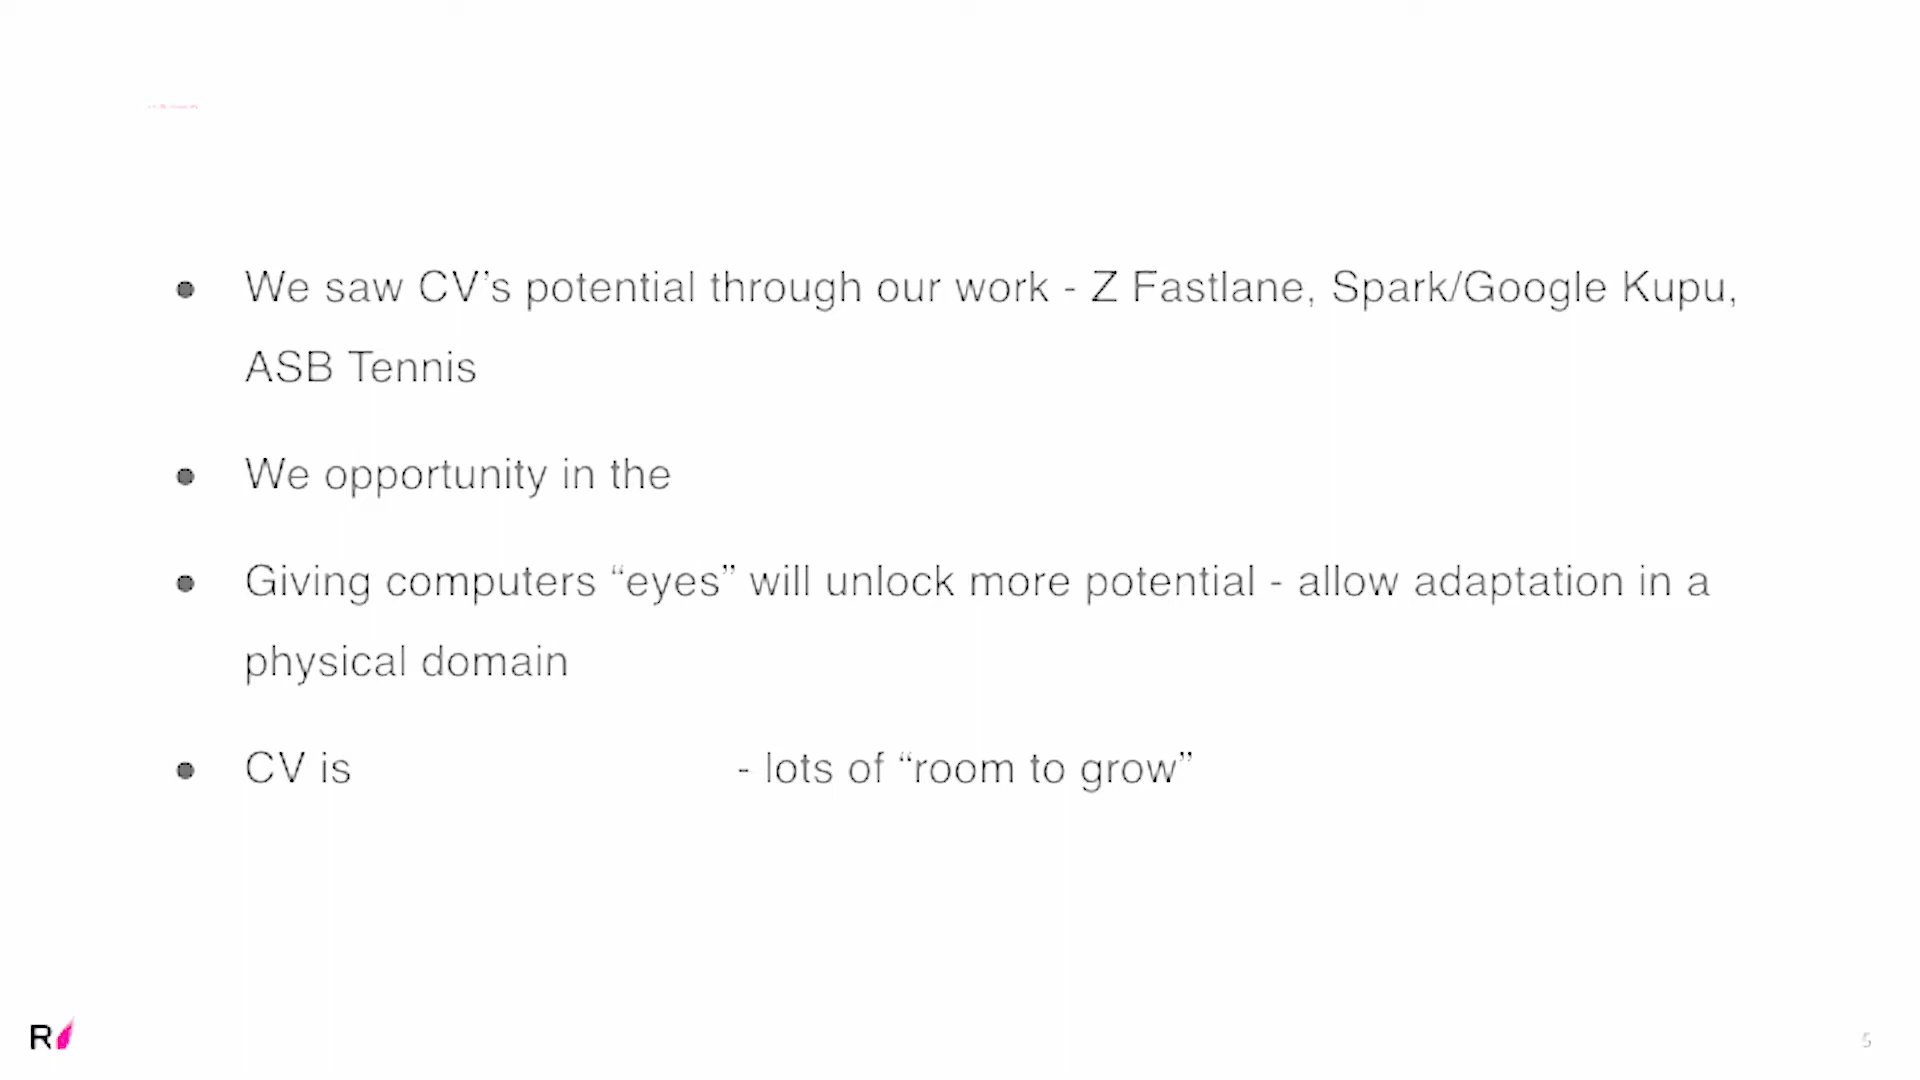 We saw CV’s potential through our work - Z Fastlane, Spark/Google Kupu,
ASB Tennis
We opportunity in the
Giving computers “eyes” will unlock more potential - allow adaptation in a
physical domain
CV is - lots of “room to grow”
R
5